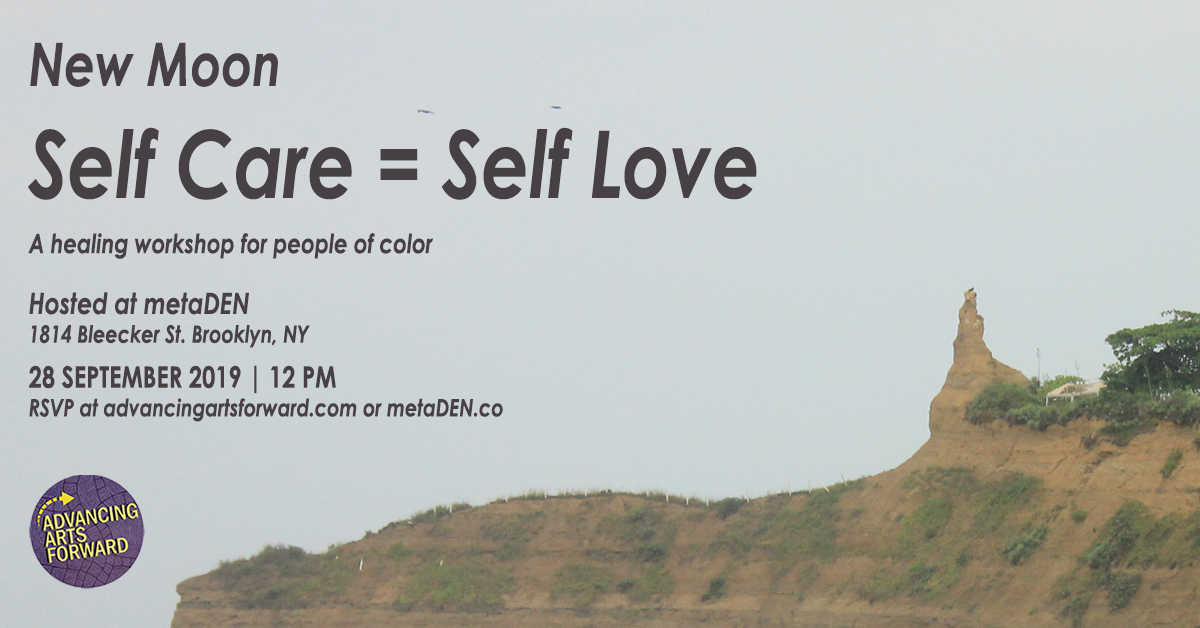 New Moon
Self Care = Self Love
A healing workshop for people of color
Hosted at metaDEN
1814 Bleecker St. Brooklyn, NY
28 SEPTEMBER 2019 | 12 PM
RSVP at advancingartsforward.com or metaDEN.co
ADVANCING
ARTS
FORWARD